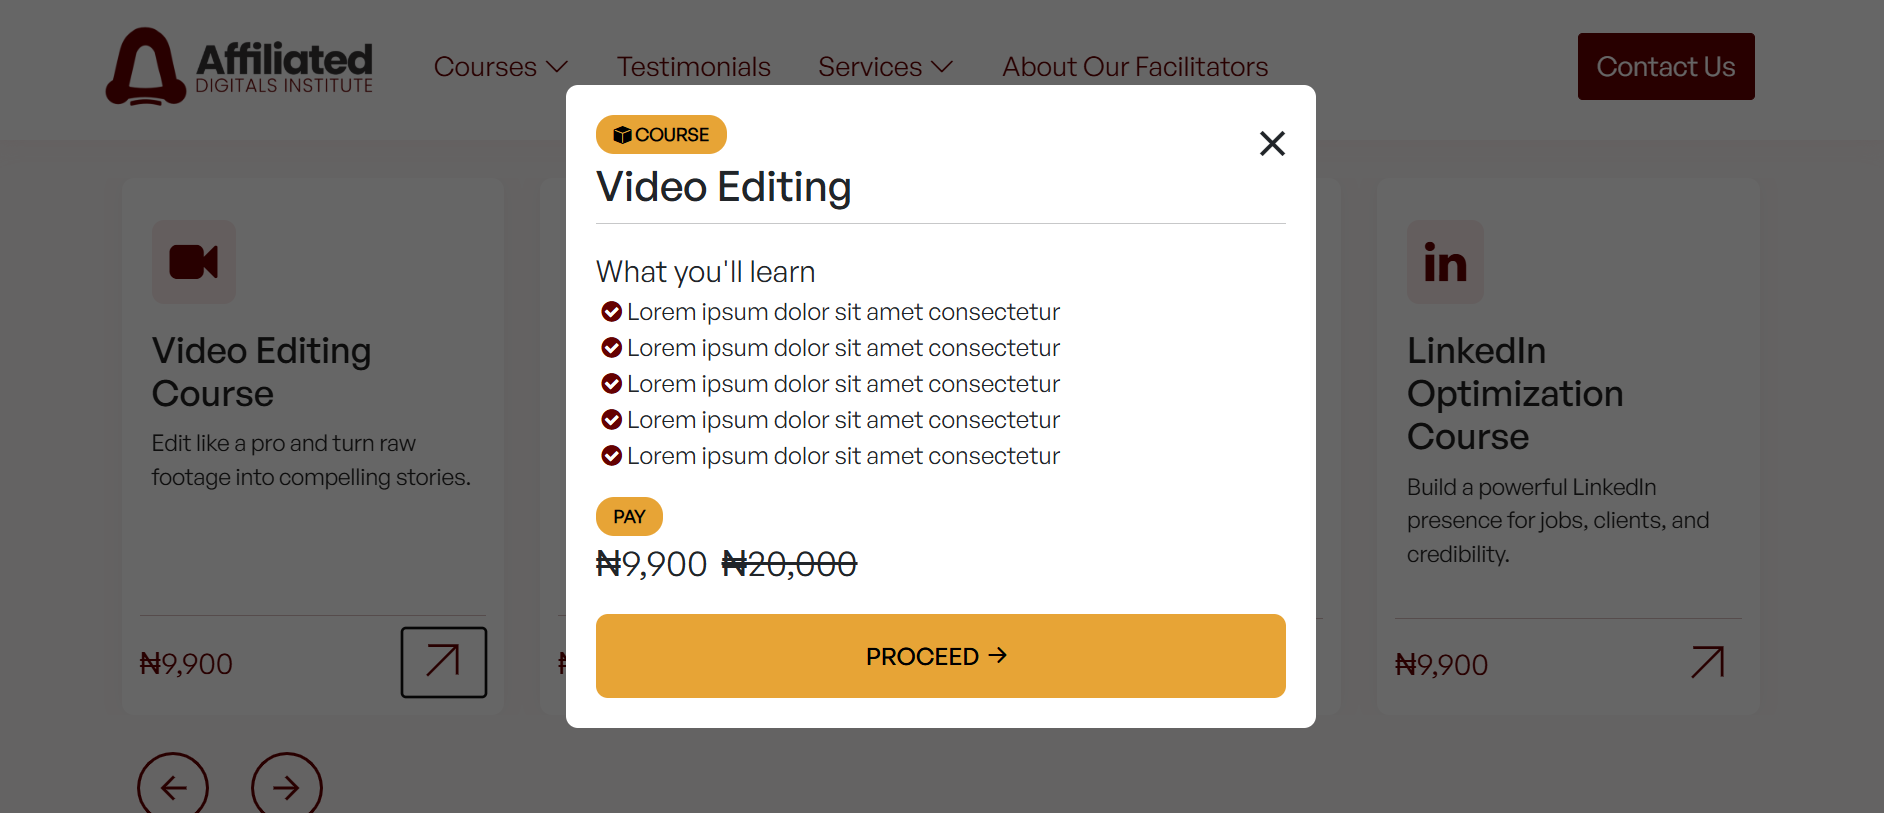 Affiliated
DIGITALS INSTITUTE
Courses
Testimonials
Services
About Our Facilitators
Contact Us
COURSE
Video Editing
What you'll learn
Lorem ipsum dolor sit amet consectetur
Lorem ipsum dolor sit amet consectetur
Lorem ipsum dolor sit amet consectetur
Lorem ipsum dolor sit amet consectetur
Lorem ipsum dolor sit amet consectetur
PAY
₦9,900 ₦20,000
PROCEED →
Video Editing
Course
Edit like a pro and turn raw
footage into compelling stories.
₦9,900
in
LinkedIn
Optimization
Course
Build a powerful LinkedIn
presence for jobs, clients, and
credibility.
₦9,900